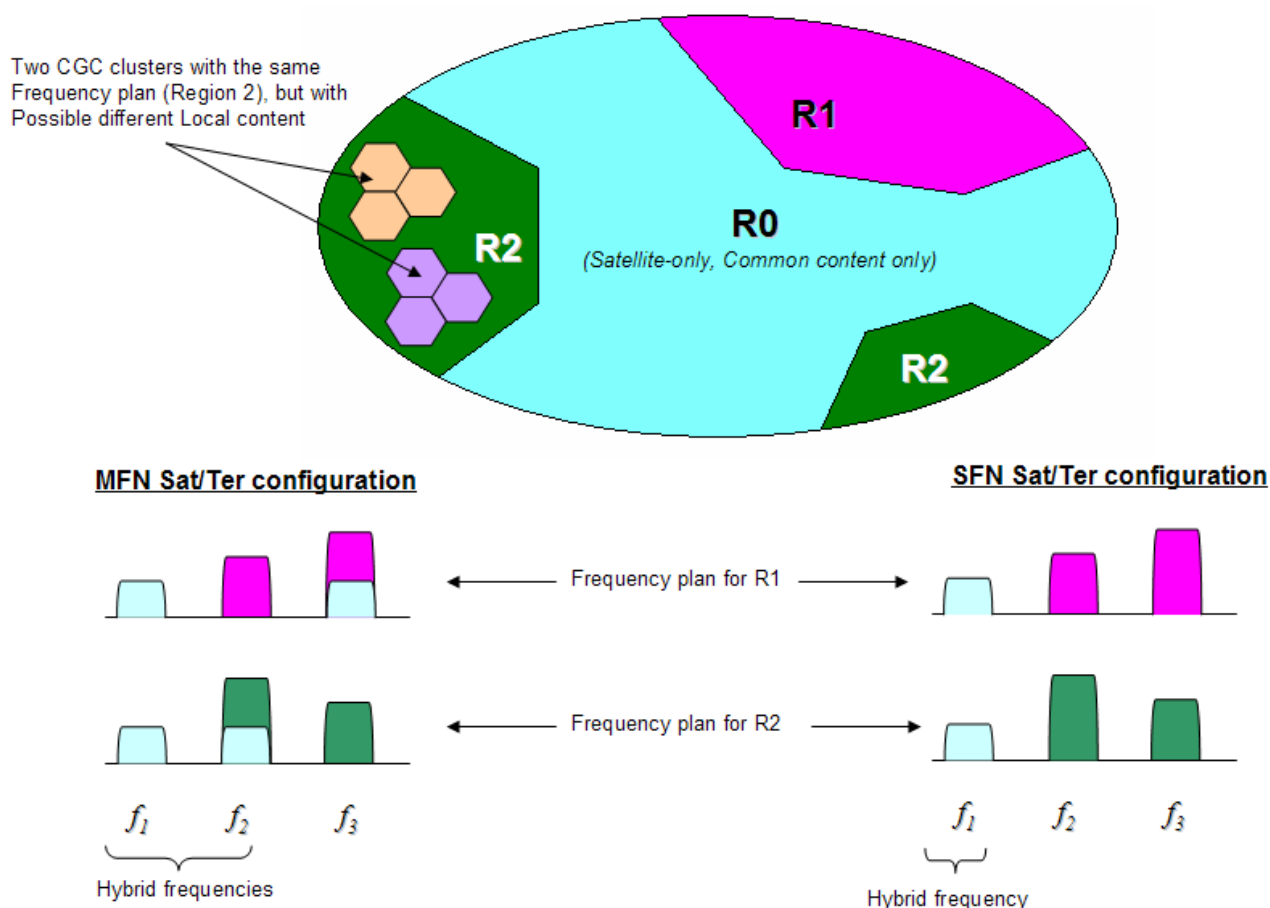 Two CGC clusters with the same
Frequency plan (Region 2), but with
Possible different Local content
R1
R0
(Satellite-only, Common content only)
R2
R2
MFN Sat/Ter configuration
SFN Sat/Ter configuration
Frequency plan for R1
Frequency plan for R2
f1 f2 f3
f1 f2 f3
Hybrid frequencies
Hybrid frequency